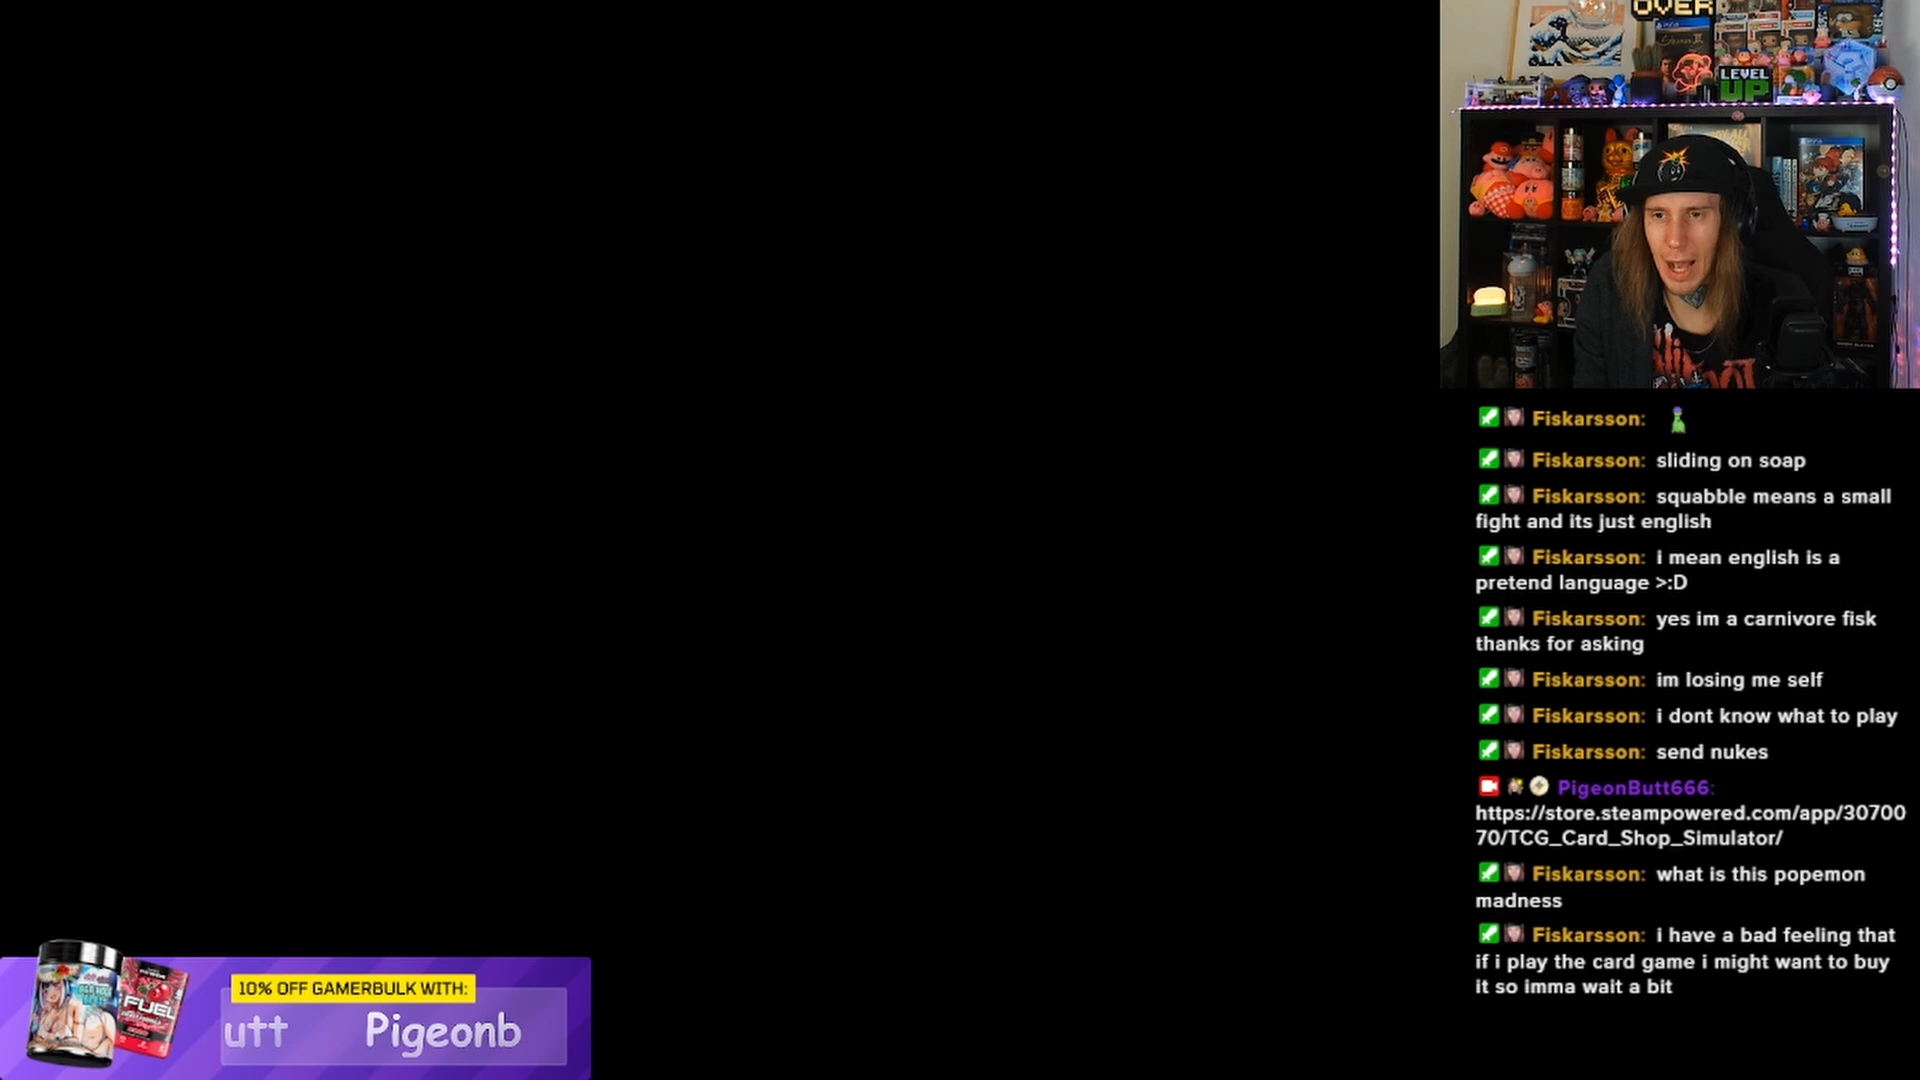 OVER
LEVEL
UP
Fiskarsson:
Fiskarsson: sliding on soap
Fiskarsson: squabble means a small
fight and its just english
Fiskarsson: i mean english is a
pretend language >:D
Fiskarsson: yes im a carnivore fisk
thanks for asking
Fiskarsson: im losing me self
Fiskarsson: i dont know what to play
Fiskarsson: send nukes
PigeonButt666:
https://store.steampowered.com/app/30700
70/TCG_Card_Shop_Simulator/
Fiskarsson: what is this popemon
madness
Fiskarsson: i have a bad feeling that
if i play the card game i might want to buy
it so imma wait a bit
10% OFF GAMERBULK WITH:
utt Pigeonb
FUEL